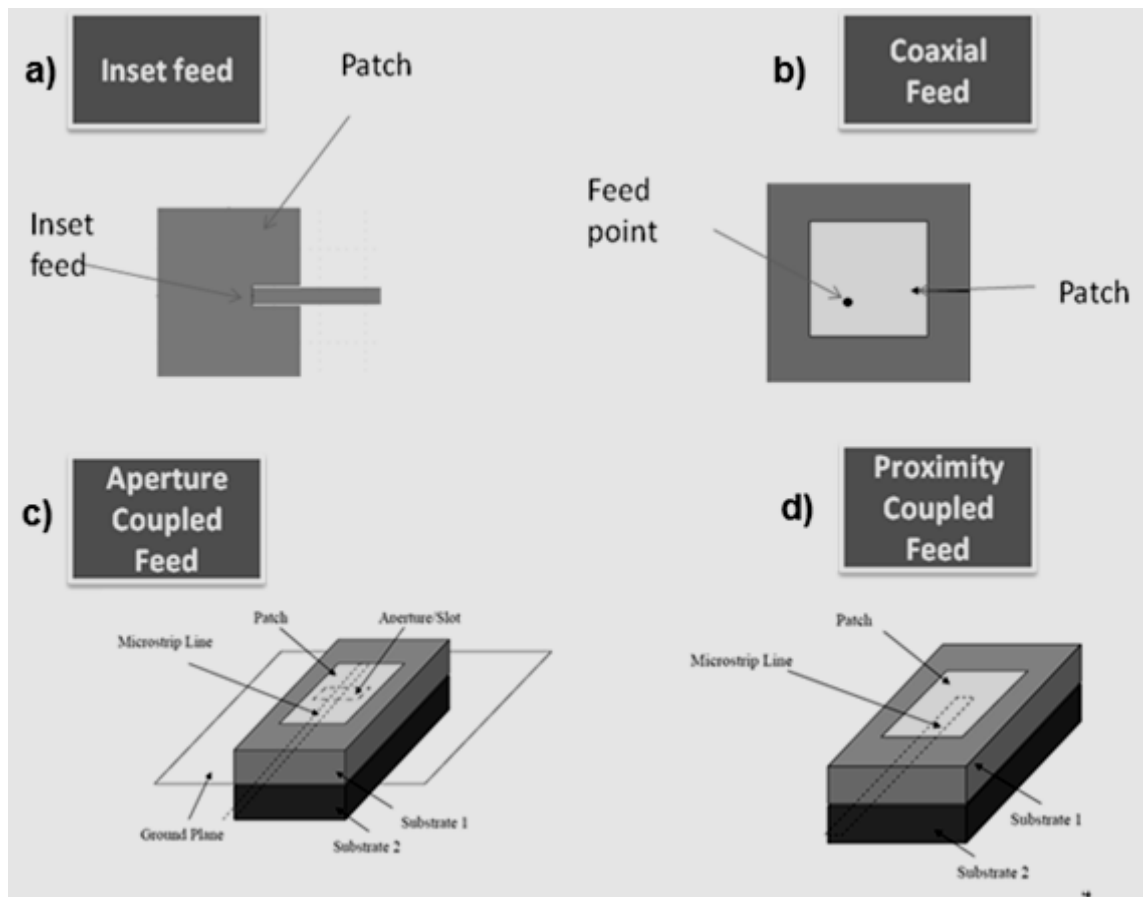 a)
Inset feed
Patch
Inset
feed
b)
Coaxial
Feed
Feed
point
Patch
c)
Aperture
Coupled
Feed
Patch
Aperture/Slot
Microstrip Line
Ground Plane
Substrate 1
Substrate 2
d)
Proximity
Coupled
Feed
Patch
Microstrip Line
Substrate 1
Substrate 2